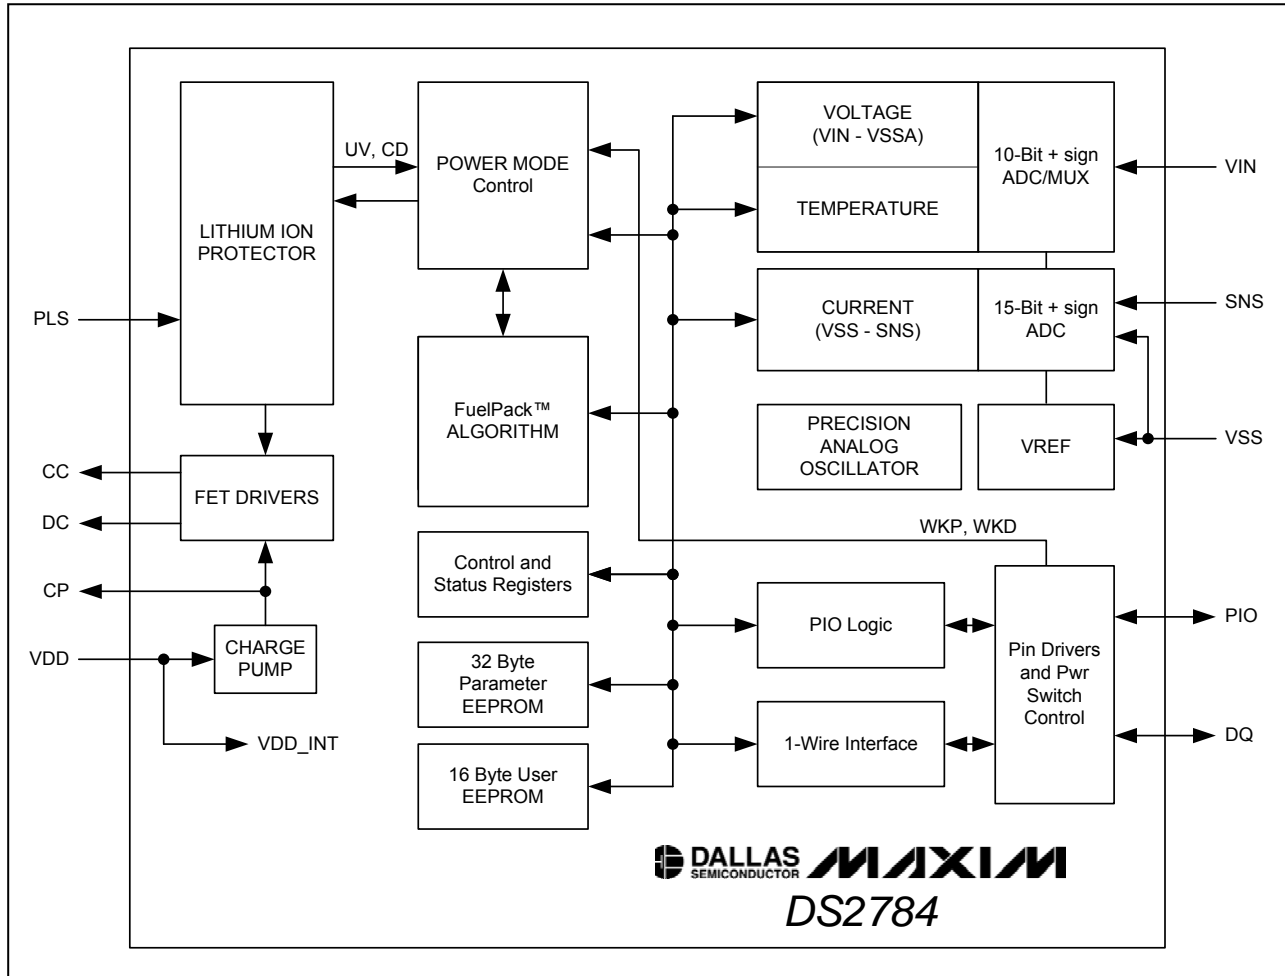 UV, CD
POWER MODE
Control
LITHIUM ION
PROTECTOR
VOLTAGE
(VIN - VSSA)
TEMPERATURE
10-Bit + sign
ADC/MUX
VIN
PLS
CURRENT
(VSS - SNS)
15-Bit + sign
ADC
SNS
FuelPack™
ALGORITHM
PRECISION
ANALOG
OSCILLATOR
VREF
VSS
CC
DC
FET DRIVERS
CP
VDD
CHARGE
PUMP
VDD_INT
WKP, WKD
Control and
Status Registers
32 Byte
Parameter
EEPROM
16 Byte User
EEPROM
PIO Logic
1-Wire Interface
Pin Drivers
and Pwr
Switch
Control
PIO
DQ
DALLAS
SEMICONDUCTOR
MAXIM
DS2784